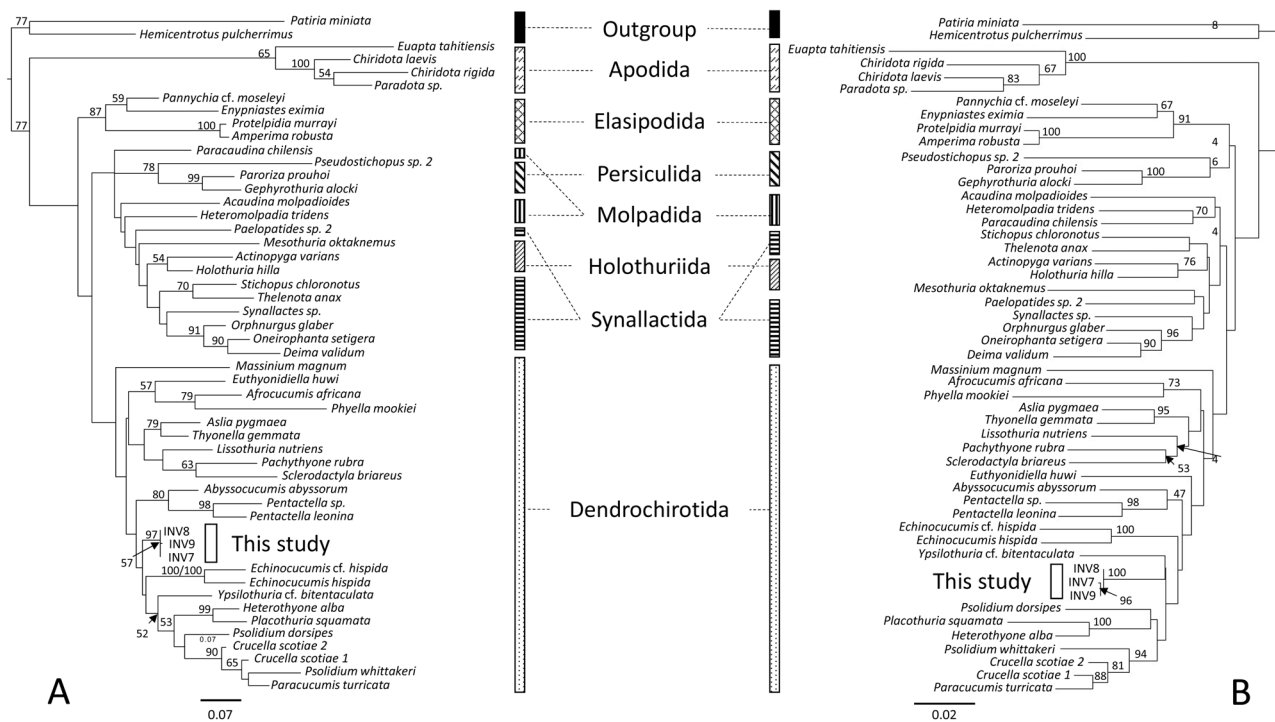 77
Patiria miniata
Hemicentrotus pulcherrimus
65
Euapta tahitiensis
100
Chiridota laevis
54
Chiridota rigida
Paradota sp.
77
87
59
Pannychia cf. moseleyi
Enypniastes eximia
100
Protelpidia murrayi
Amperima robusta
Paracaudina chilensis
78
Pseudostichopus sp. 2
99
Paroriza prouhoi
Gephyrothuria alocki
Acaudina molpadioides
Heteromolpadia tridens
Paelopatides sp. 2
Mesothuria oktaknemus
54
Actinopyga varians
Holothuria hilla
70
Stichopus chloronotus
Thelenota anax
Synallactes sp.
91
Orphnurgus glaber
90
Oneirophanta setigera
Deima validum
Massinium magnum
57
Euthyonidiella huwi
79
Afrocucumis africana
Phyella mookiei
79
Aslia pygmaea
Thyonella gemmata
Lissothuria nutriens
63
Pachythyone rubra
Sclerodactyla briareus
80
Abyssocucumis abyssorum
98
Pentactella sp.
Pentactella leonina
97
INV8
INV9
INV7
This study
57
100/100
Echinocucumis cf. hispida
Echinocucumis hispida
Ypsilothuria cf. bitentaculata
52
53
99
Heterothyone alba
Placothuria squamata
Psolidium dorsipes
0.07
90
Crucella scotiae 2
65
Crucella scotiae 1
Psolidium whittakeri
Paracucumis turricata
A
0.07
Outgroup
Apodida
Elasipodida
Persiculida
Molpadida
Holothuriida
Synallactida
Dendrochirotida
Patiria miniata
8
Hemicentrotus pulcherrimus
Euapta tahitiensis
100
Chiridota rigida
67
Chiridota laevis
83
Paradota sp.
Pannychia cf. moseleyi
67
Enypniastes eximia
91
Protelpidia murrayi
100
Amperima robusta
4
Pseudostichopus sp. 2
6
Paroriza prouhoi
100
Gephyrothuria alocki
Acaudina molpadioides
Heteromolpadia tridens
70
Paracaudina chilensis
4
Stichopus chloronotus
Thelenota anax
Actinopyga varians
76
Holothuria hilla
Mesothuria oktaknemus
Paelopatides sp. 2
Synallactes sp.
Orphnurgus glaber
96
Oneirophanta setigera
90
Deima validum
Massinium magnum
Afrocucumis africana
73
Phyella mookiei
Aslia pygmaea
95
Thyonella gemmata
Lissothuria nutriens
Pachythyone rubra
4
Sclerodactyla briareus
53
Euthyonidiella huwi
Abyssocucumis abyssorum
47
Pentactella sp.
98
Pentactella leonina
Echinocucumis cf. hispida
100
Echinocucumis hispida
Ypsilothuria cf. bitentaculata
This study
INV8
100
INV7
INV9
96
Psolidium dorsipes
Placothuria squamata
100
Heterothyone alba
Psolidium whittakeri
94
Crucella scotiae 2
81
Crucella scotiae 1
88
Paracucumis turricata
0.02
B